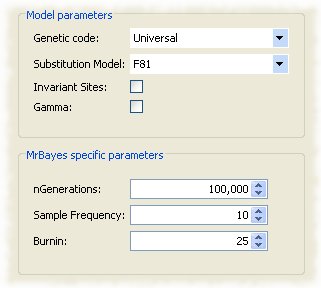 Model parameters
Genetic code: Universal
Substitution Model: F81
Invariant Sites:
Gamma:
MrBayes specific parameters
nGenerations: 100,000
Sample Frequency: 10
Burnin: 25